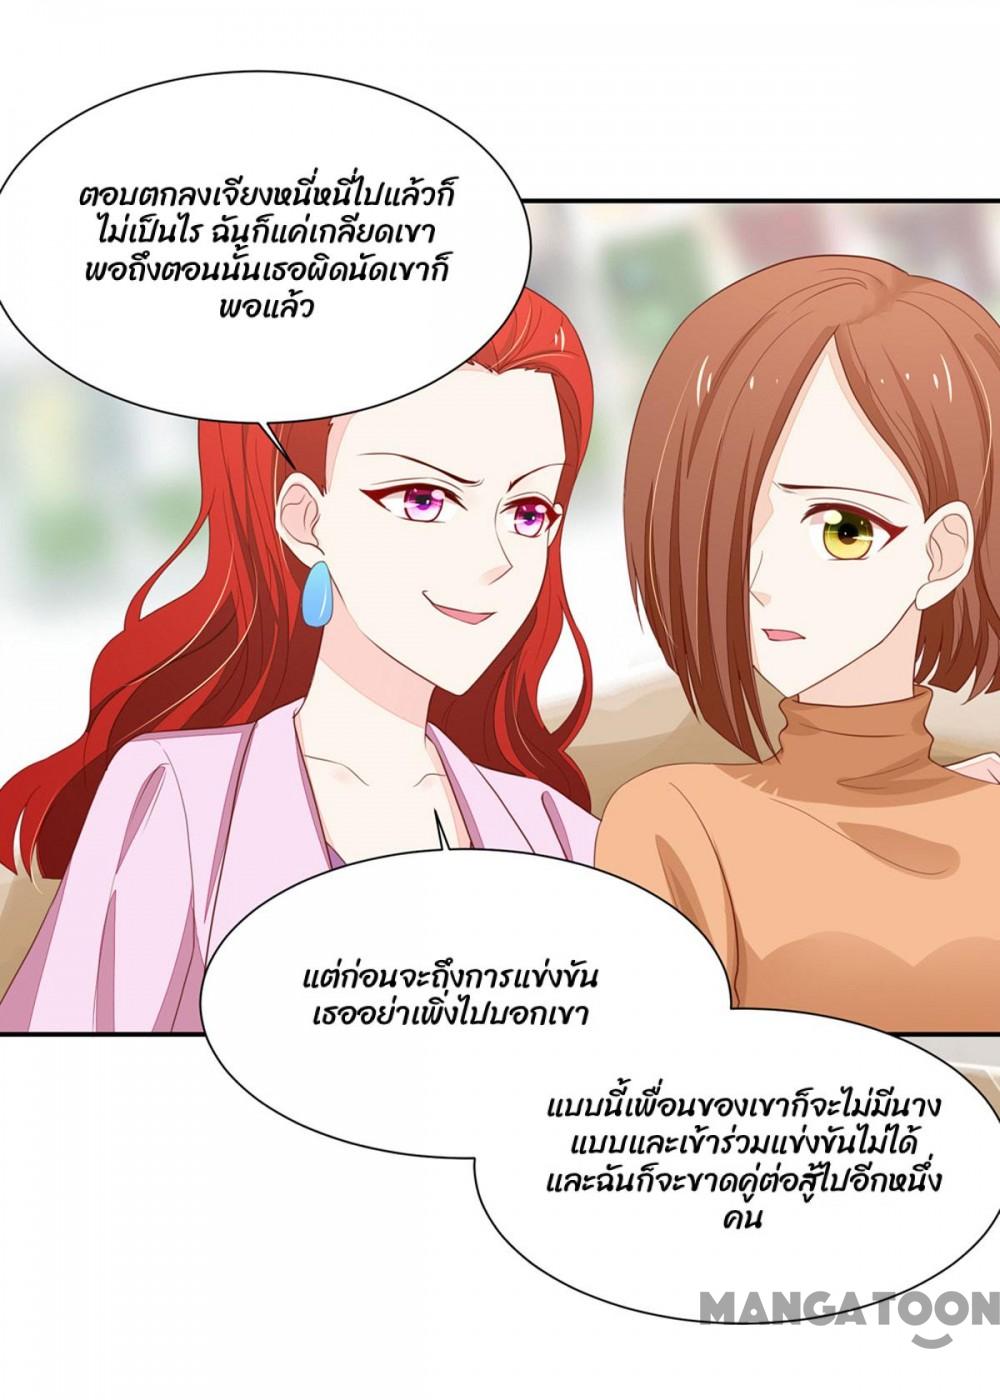 ตอบตกลงเจียงหนี่หนี่ไปแล้วก็
ไม่เป็นไร ฉันก็แค่เกลียดเขา
พอถึงตอนนั้นเธอผิดนัดเขาก็
พอแล้ว
แต่ก่อนจะถึงการแข่งขัน
เธออย่าเพิ่งไปบอกเขา
แบบนี้เพื่อนของเขาก็จะไม่มีนาง
แบบและเข้าร่วมแข่งขันไม่ได้
และฉันก็จะขาดคู่ต่อสู้ไปอีกหนึ่ง
คน
MANGATOON